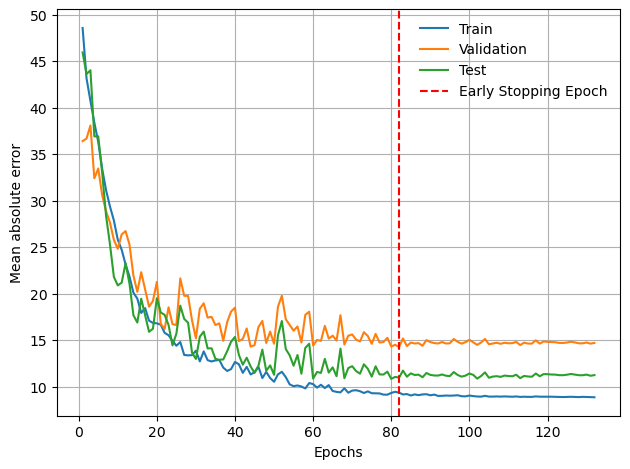 50
45
40
35
30
25
20
15
10
Mean absolute error
Train
Validation
Test
Early Stopping Epoch
0 20 40 60 80 100 120
Epochs